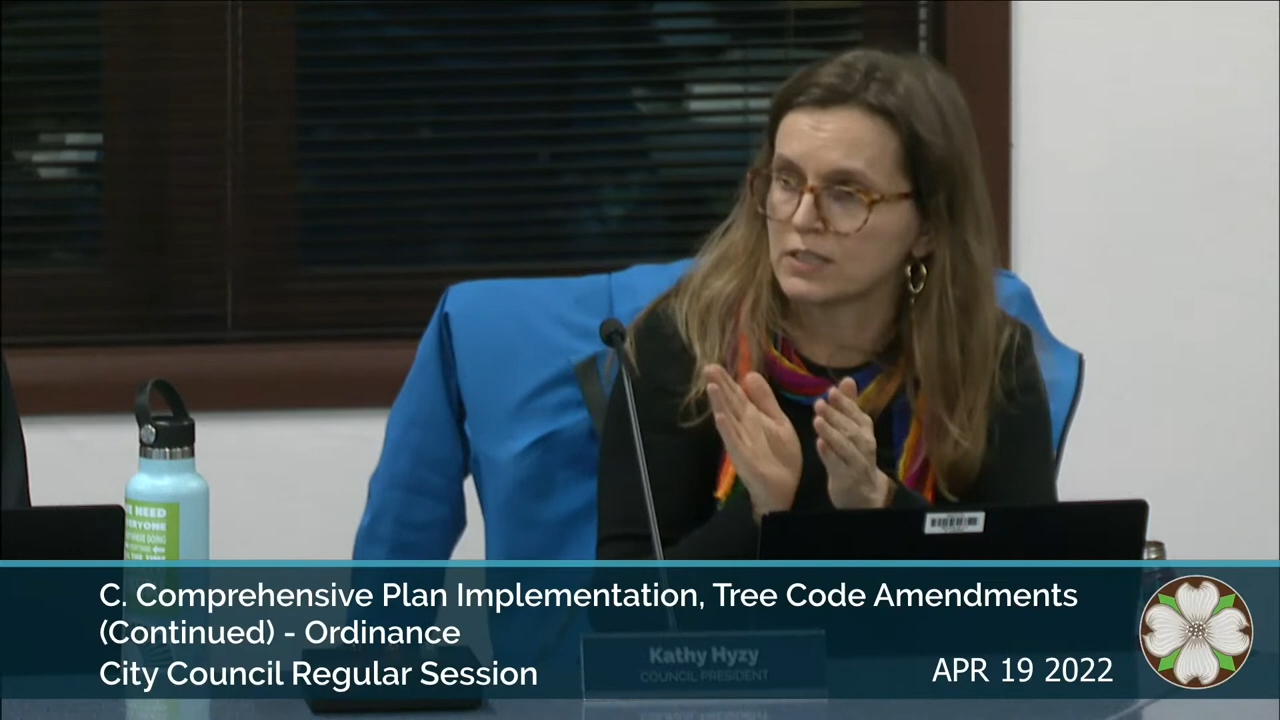 NEED
EVERYONE
C. Comprehensive Plan Implementation, Tree Code Amendments
(Continued) - Ordinance
City Council Regular Session
Kathy Hyzy
COUNCIL PRESIDENT
APR 19 2022